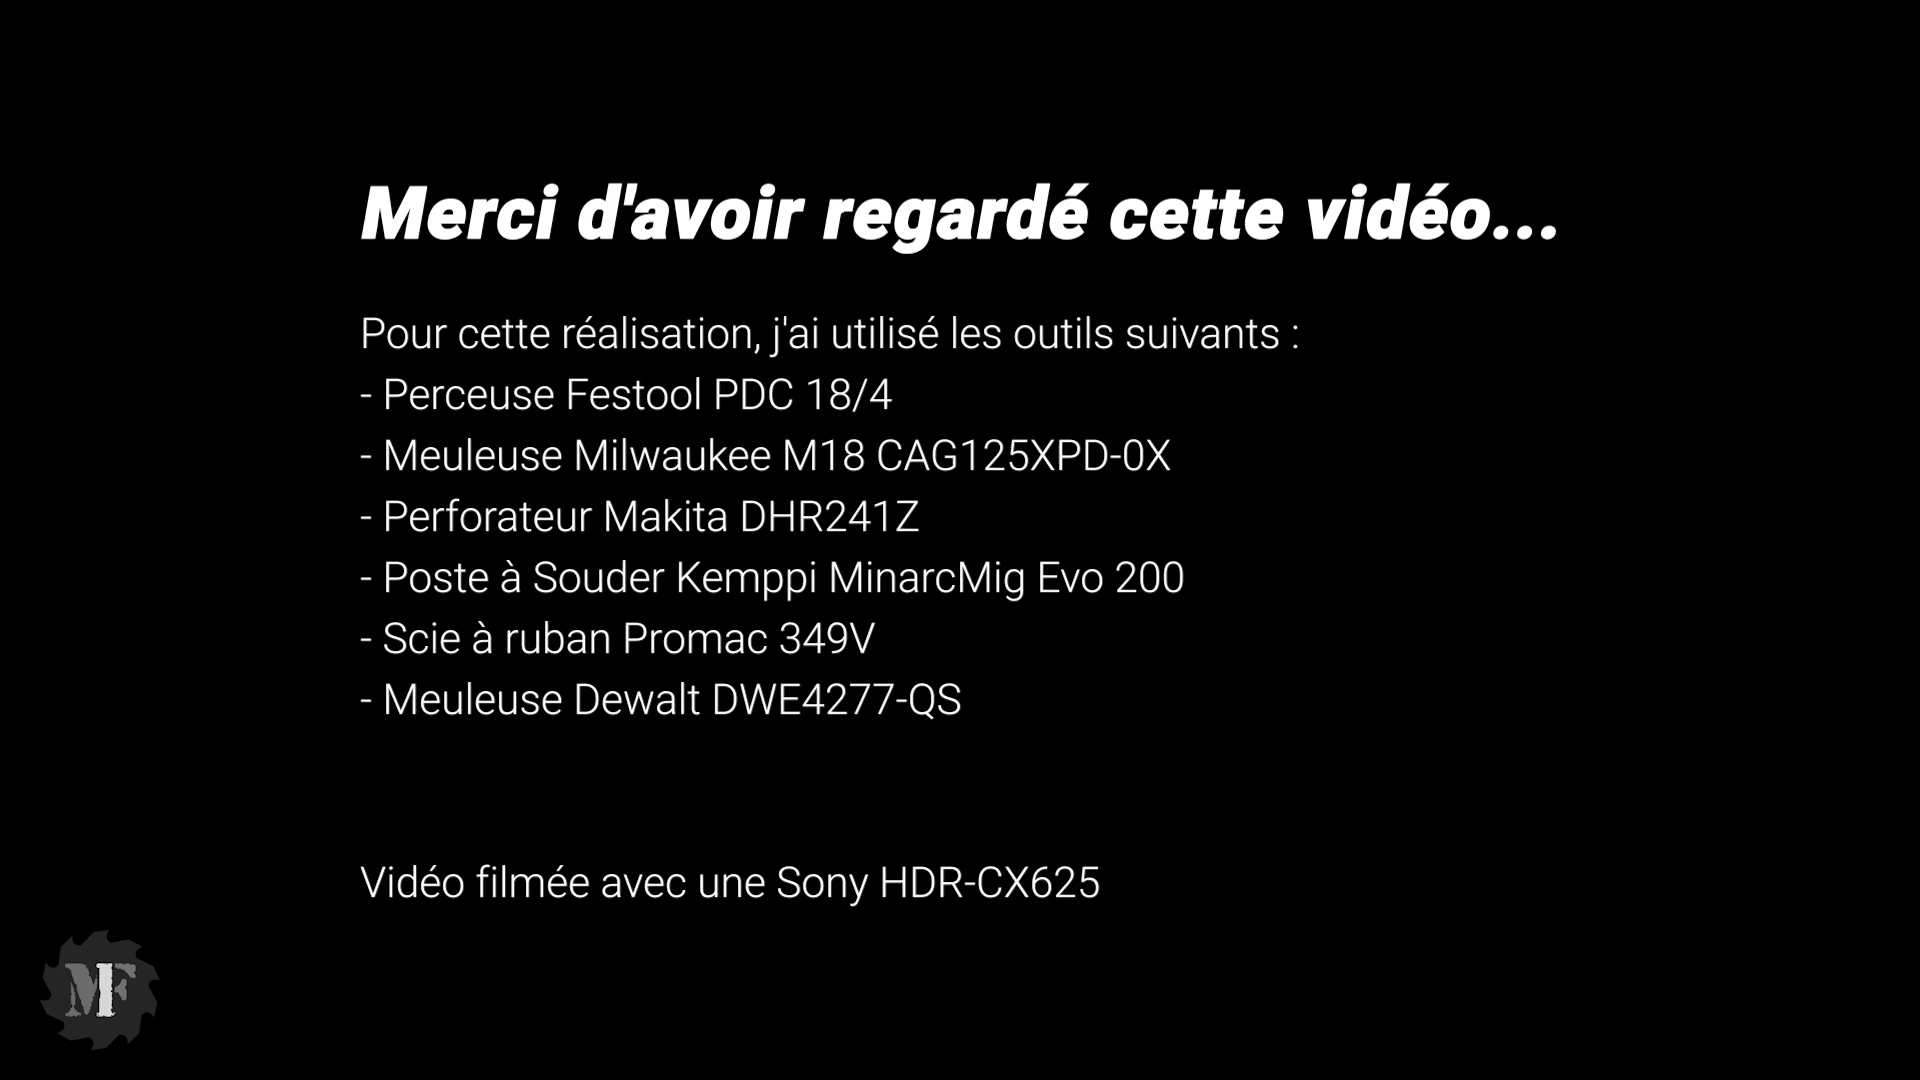 Merci d'avoir regardé cette vidéo...
Pour cette réalisation, j'ai utilisé les outils suivants :
- Perceuse Festool PDC 18/4
- Meuleuse Milwaukee M18 CAG125XPD-0X
- Perforateur Makita DHR241Z
- Poste à Souder Kemppi MinarcMig Evo 200
- Scie à ruban Promac 349V
- Meuleuse Dewalt DWE4277-QS
Vidéo filmée avec une Sony HDR-CX625
MF